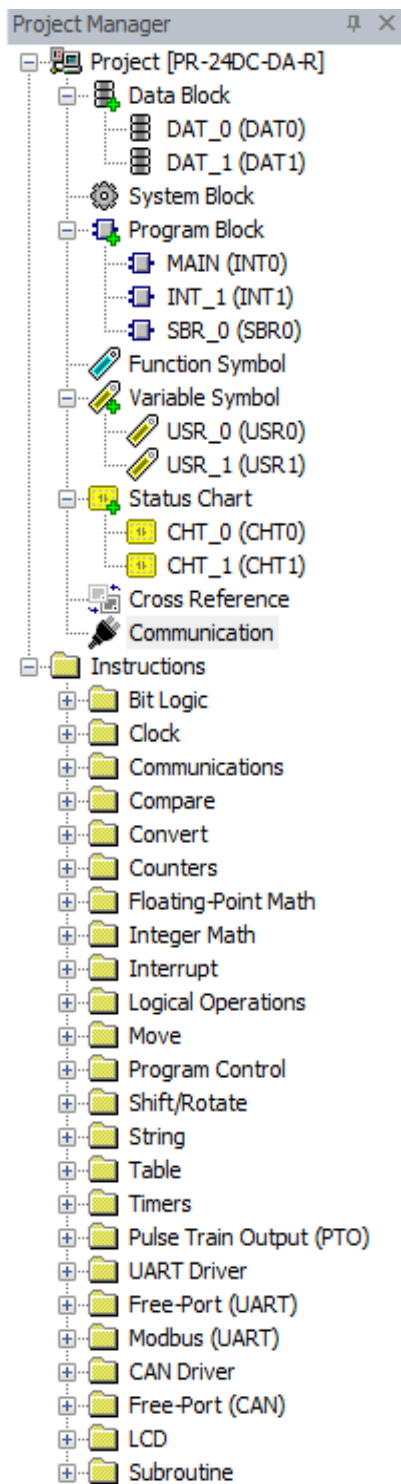 Project Manager
Project [PR-24DC-DA-R]
Data Block
DAT_0 (DAT0)
DAT_1 (DAT1)
System Block
Program Block
MAIN (INT0)
INT_1 (INT1)
SBR_0 (SBR0)
Function Symbol
Variable Symbol
USR_0 (USR0)
USR_1 (USR1)
Status Chart
CHT_0 (CHT0)
CHT_1 (CHT1)
Cross Reference
Communication
Instructions
Bit Logic
Clock
Communications
Compare
Convert
Counters
Floating-Point Math
Integer Math
Interrupt
Logical Operations
Move
Program Control
Shift/Rotate
String
Table
Timers
Pulse Train Output (PTO)
UART Driver
Free-Port (UART)
Modbus (UART)
CAN Driver
Free-Port (CAN)
LCD
Subroutine